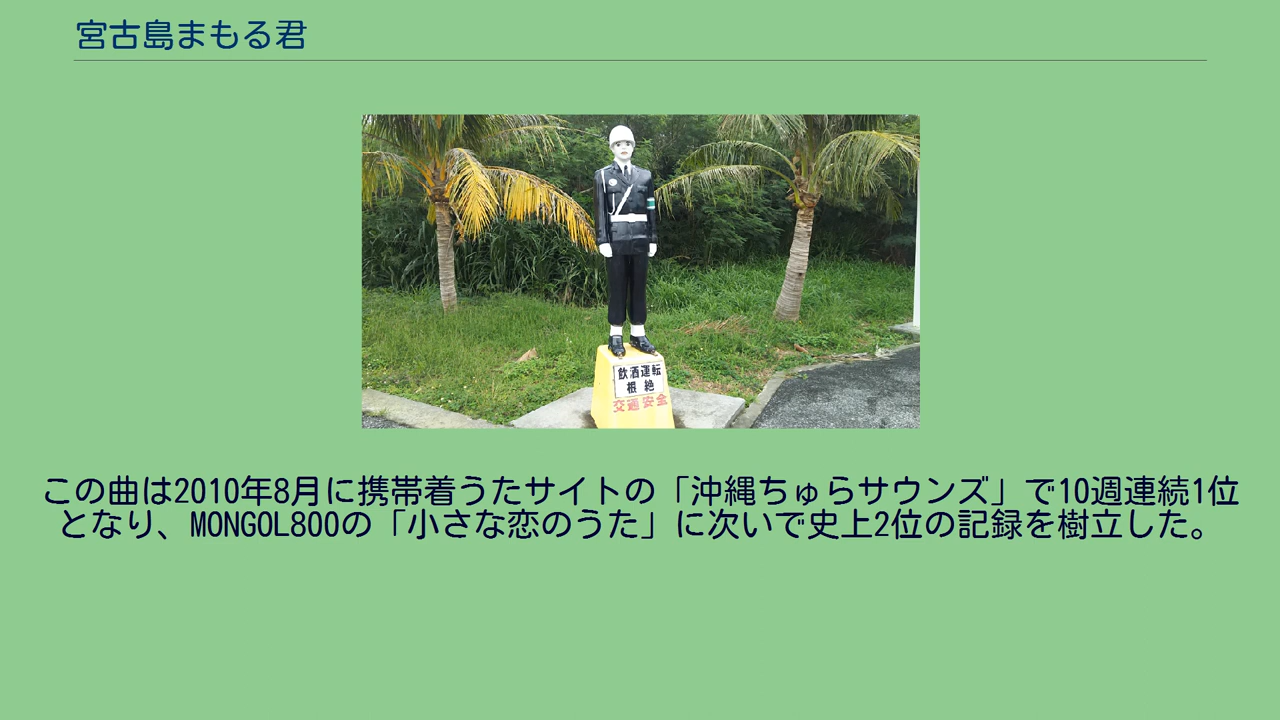 宮古島まもる君
飲酒運転
根絶
交通安全
この曲は2010年8月に携帯着うたサイトの「沖縄ちゅらサウンズ」で10週連続1位
となり、MONGOL800の「小さな恋のうた」に次いで史上2位の記録を樹立した。